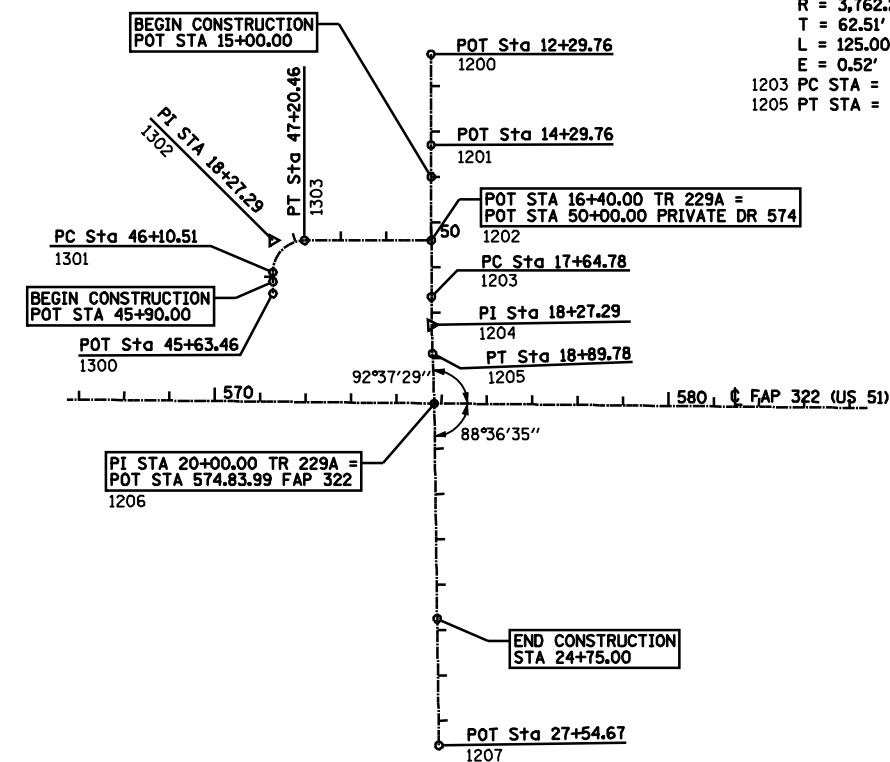 R = 3,762.
T = 62.51'
L = 125.00
E = 0.52'
1203 PC STA =
1205 PT STA =
BEGIN CONSTRUCTION
POT STA 15+00.00
POT Sta 12+29.76
1200
POT Sta 14+29.76
1201
PI STA 18+27.29
1302
PT Sta 47+20.46
1303
POT STA 16+40.00 TR 229A =
POT STA 50+00.00 PRIVATE DR 574
1202
50
PC Sta 46+10.51
1301
PC Sta 17+64.78
1203
BEGIN CONSTRUCTION
POT STA 45+90.00
PI Sta 18+27.29
1204
POT Sta 45+63.46
1300
PT Sta 18+89.78
1205
92°37'29"
570
580
℄ FAP 322 (US 51)
88°36'35"
PI STA 20+00.00 TR 229A =
POT STA 574.83.99 FAP 322
1206
END CONSTRUCTION
STA 24+75.00
POT Sta 27+54.67
1207